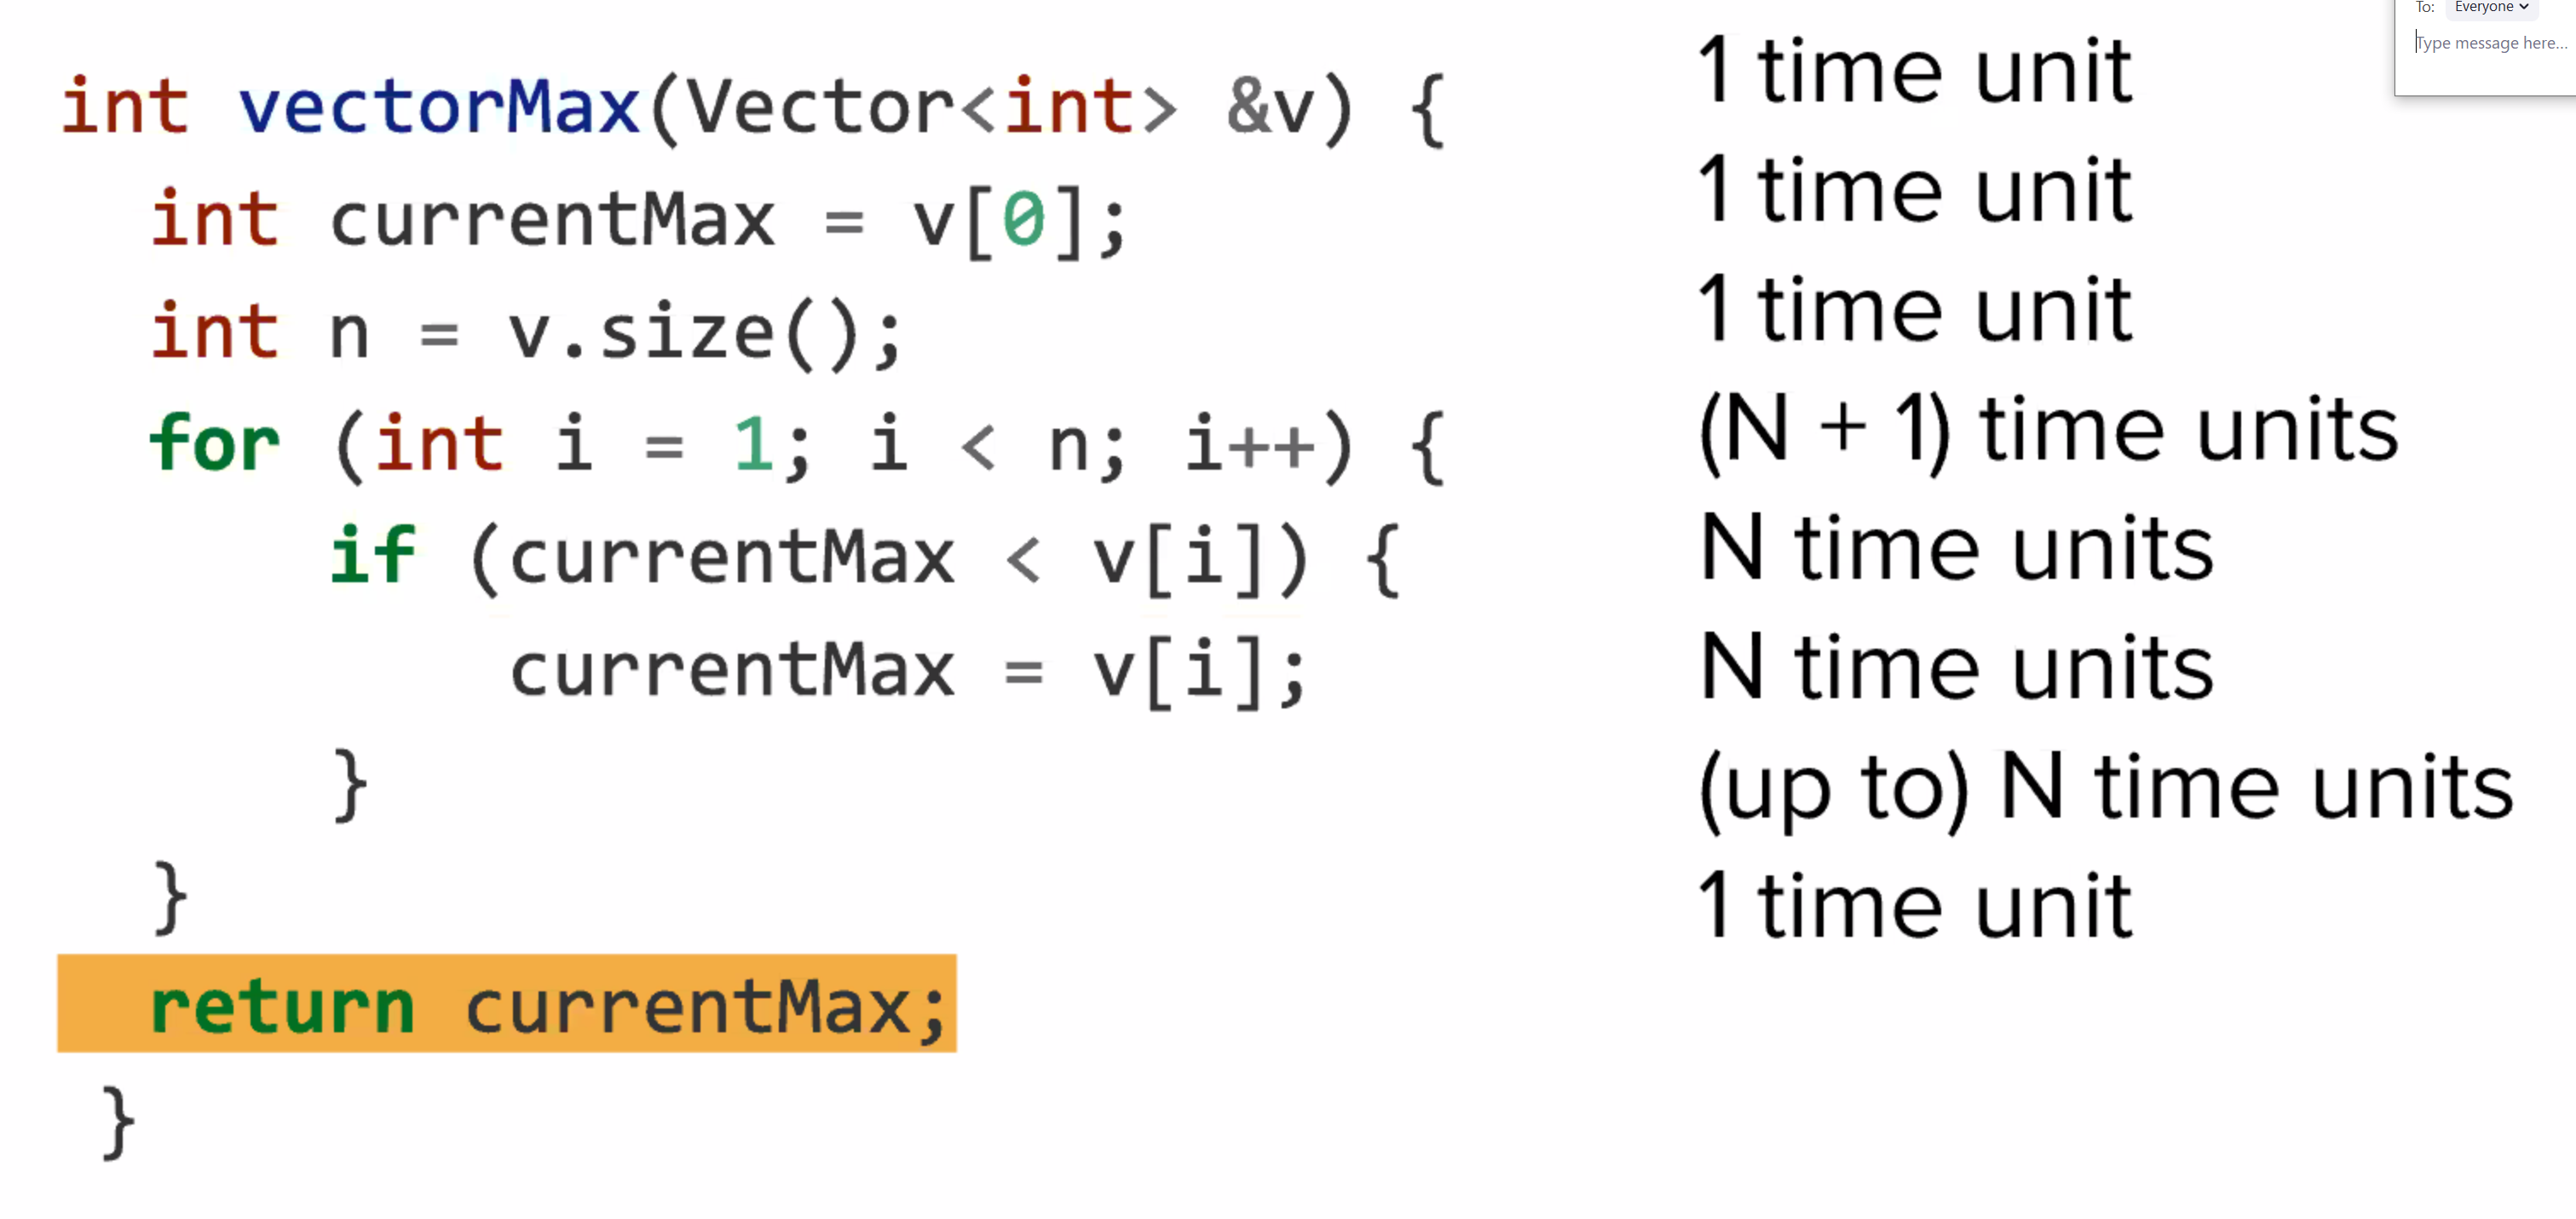 To: Everyone
Type message here...
int vectorMax(Vector<int> &v) {
int currentMax = v[0];
int n = v.size();
for (int i = 1; i < n; i++) {
if (currentMax < v[i]) {
currentMax = v[i];
}
}
return currentMax;
}
1 time unit
1 time unit
1 time unit
(N + 1) time units
N time units
N time units
(up to) N time units
1 time unit